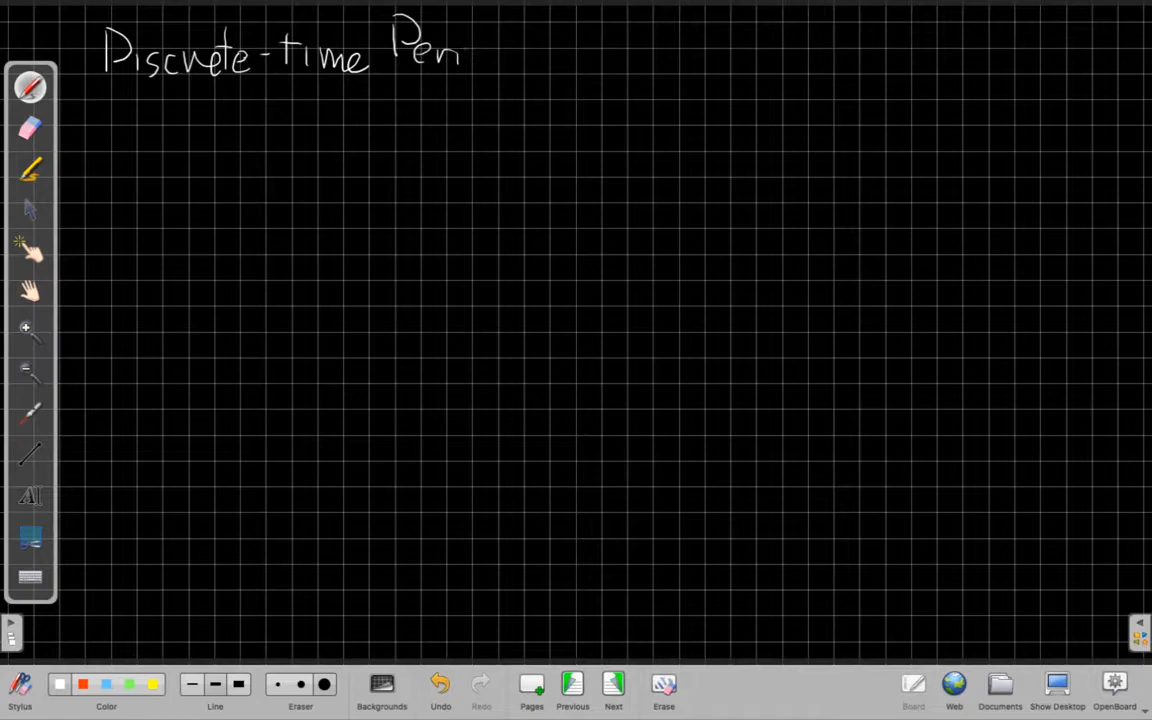 Discrete-time Pen
Stylus
Color
Line
Eraser
Backgrounds
Undo
Redo
Pages
Previous
Next
Erase
Board
Web
Documents
Show Desktop
OpenBoard